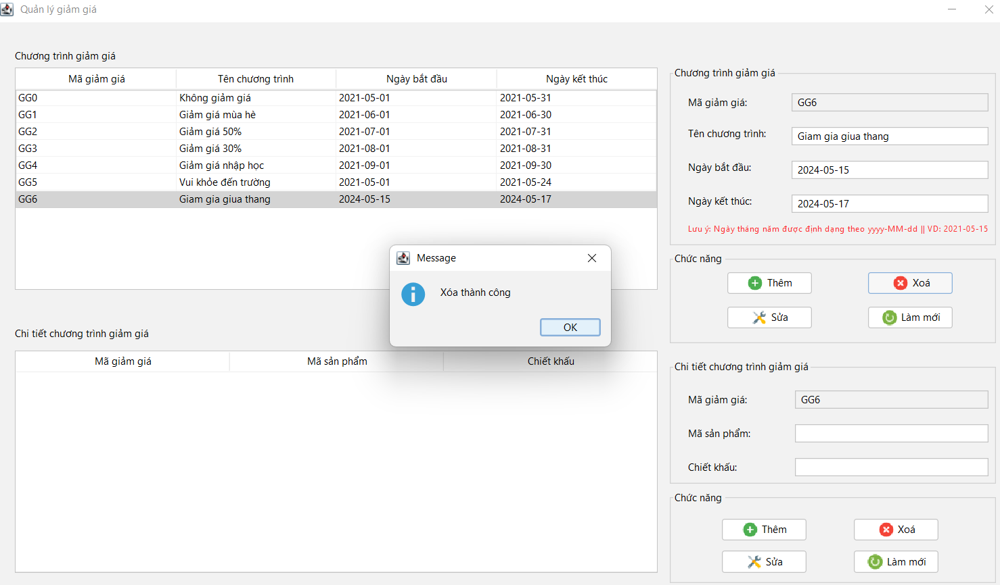 Quản lý giảm giá
Chương trình giảm giá
Mã giảm giá Tên chương trình Ngày bắt đầu Ngày kết thúc
GG0 Không giảm giá 2021-05-01 2021-05-31
GG1 Giảm giá mùa hè 2021-06-01 2021-06-30
GG2 Giảm giá 50% 2021-07-01 2021-07-31
GG3 Giảm giá 30% 2021-08-01 2021-08-31
GG4 Giảm giá nhập học 2021-09-01 2021-09-30
GG5 Vui khỏe đến trường 2021-05-01 2021-05-24
GG6 Giam gia giua thang 2024-05-15 2024-05-17
Message
Xóa thành công
OK
Chi tiết chương trình giảm giá
Mã giảm giá Mã sản phẩm Chiết khấu
Chương trình giảm giá
Mã giảm giá: GG6
Tên chương trình: Giam gia giua thang
Ngày bắt đầu: 2024-05-15
Ngày kết thúc: 2024-05-17
Lưu ý: Ngày tháng năm được định dạng theo yyyy-MM-dd || VD: 2021-05-15
Chức năng
Thêm Xoá
Sửa Làm mới
Chi tiết chương trình giảm giá
Mã giảm giá: GG6
Mã sản phẩm:
Chiết khấu:
Chức năng
Thêm Xoá
Sửa Làm mới